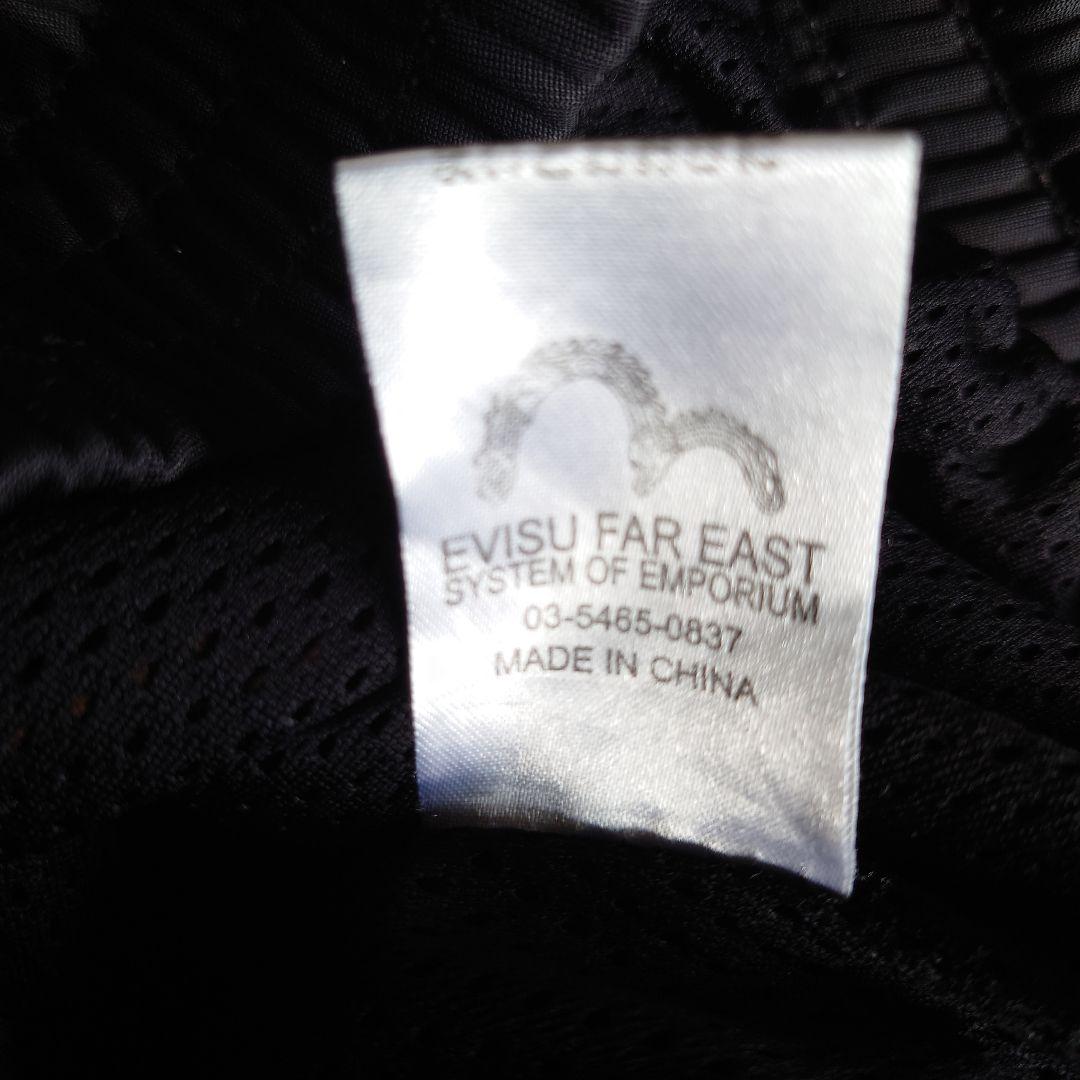 EVISU FAR EAST
SYSTEM OF EMPORIUM
03-5465-0837
MADE IN CHINA